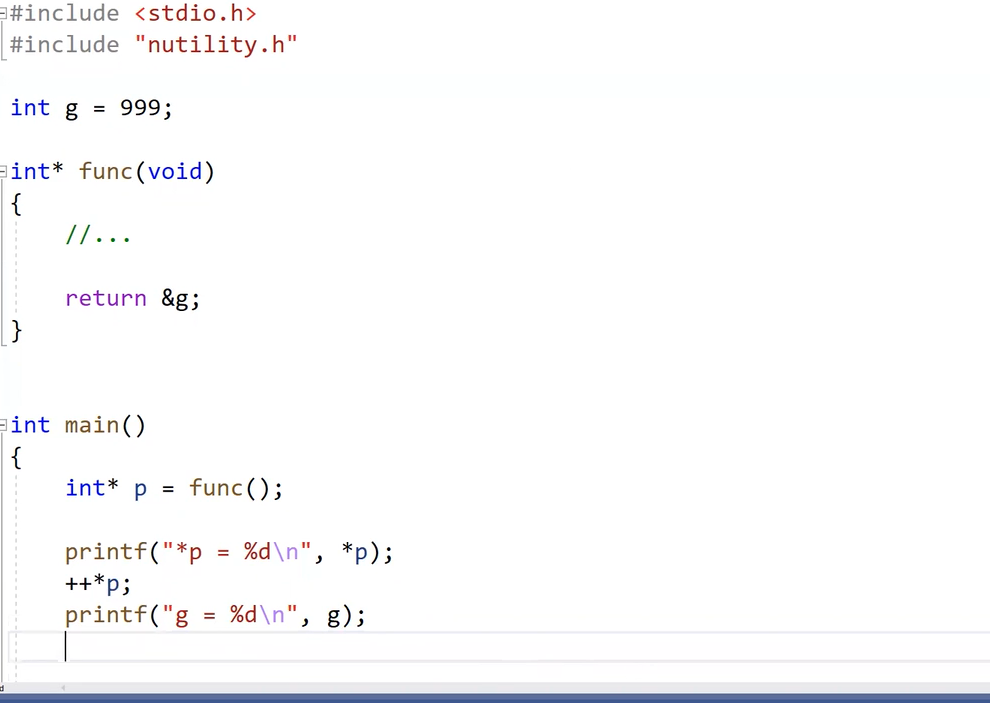 #include <stdio.h>
#include "nutility.h"
int g = 999;
int* func(void)
{
//...
return &g;
}
int main()
{
int* p = func();
printf("*p = %d\n", *p);
++*p;
printf("g = %d\n", g);